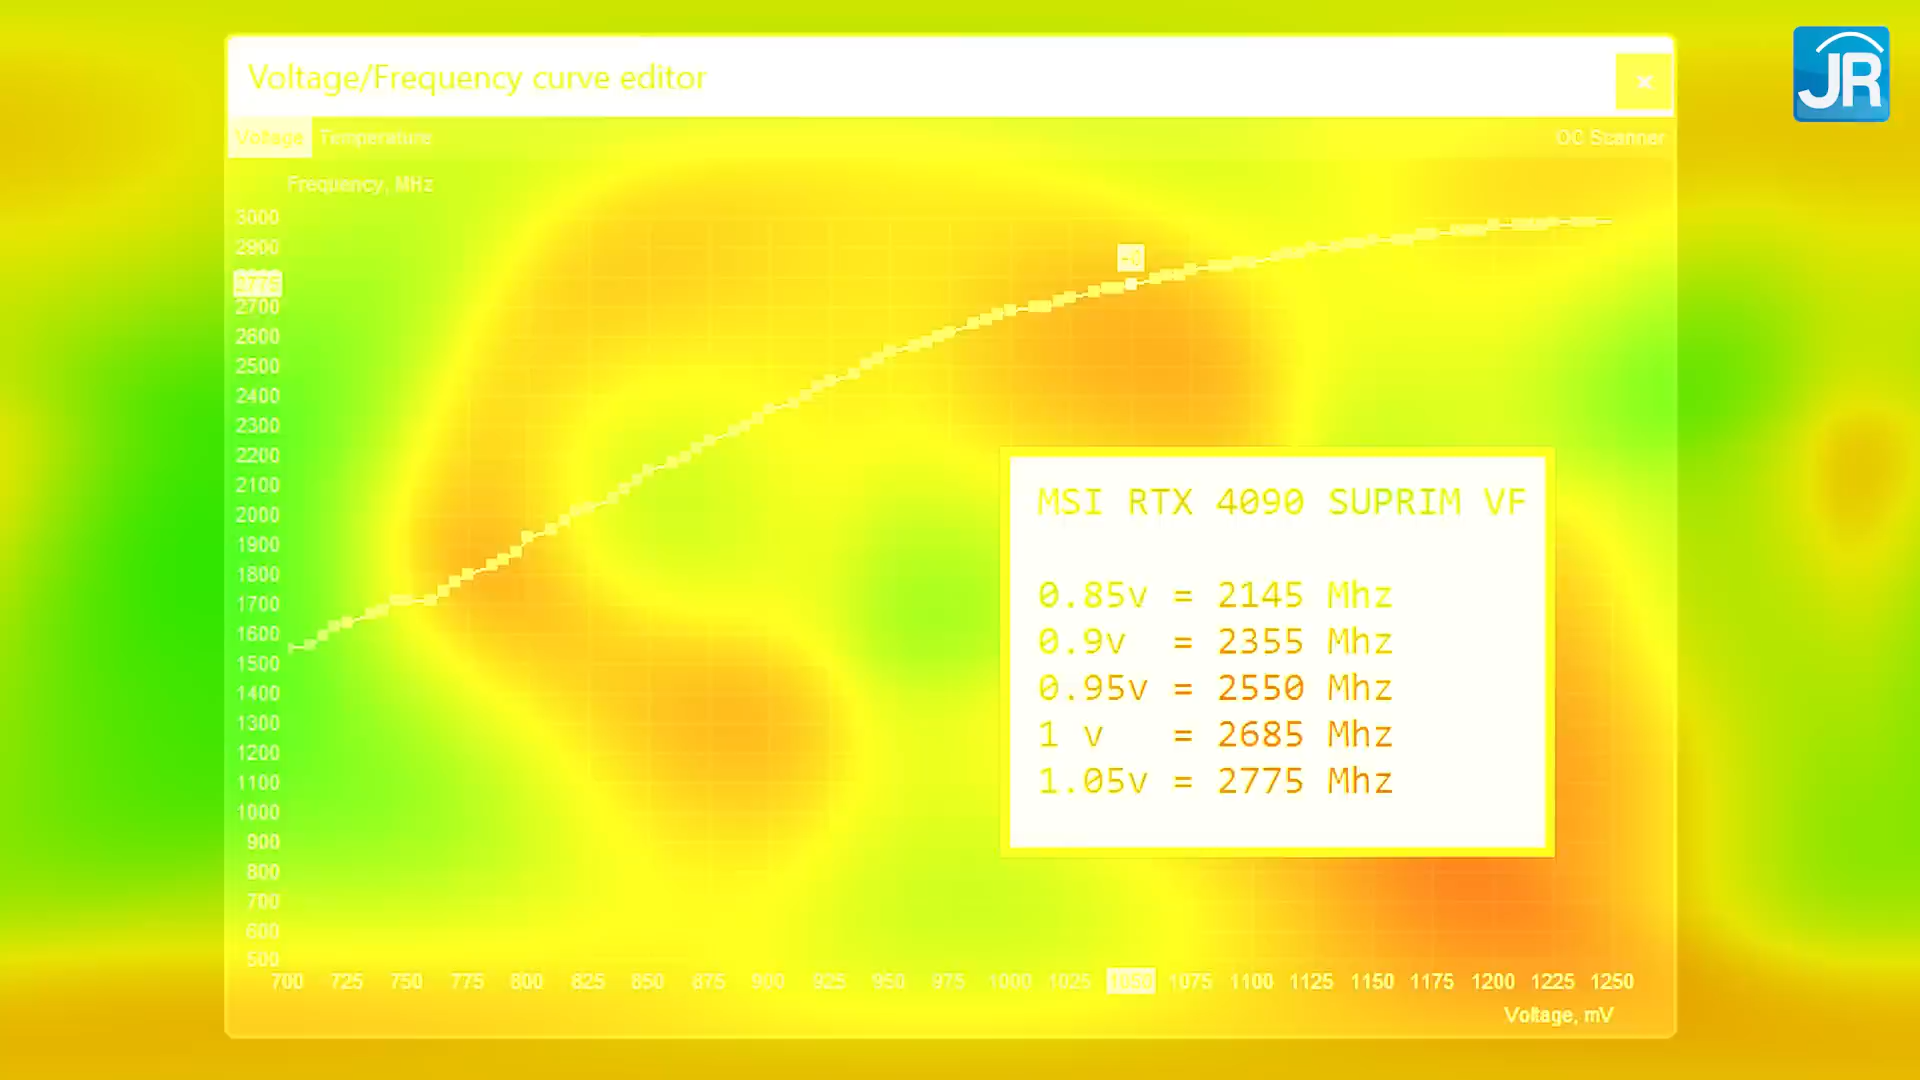 JR
Voltage/Frequency curve editor
Voltage Temperature OC Scanner
Frequency, MHz
3000
2900
2775
2700
2600
2500
2400
2300
2200
2100
2000
1900
1800
1700
1600
1500
1400
1300
1200
1100
1000
900
800
700
600
500
700 725 750 775 800 825 850 875 900 925 950 975 1000 1025 1050 1075 1100 1125 1150 1175 1200 1225 1250
Voltage, mV
MSI RTX 4090 SUPRIM VF
0.85v = 2145 Mhz
0.9v = 2355 Mhz
0.95v = 2550 Mhz
1 v = 2685 Mhz
1.05v = 2775 Mhz